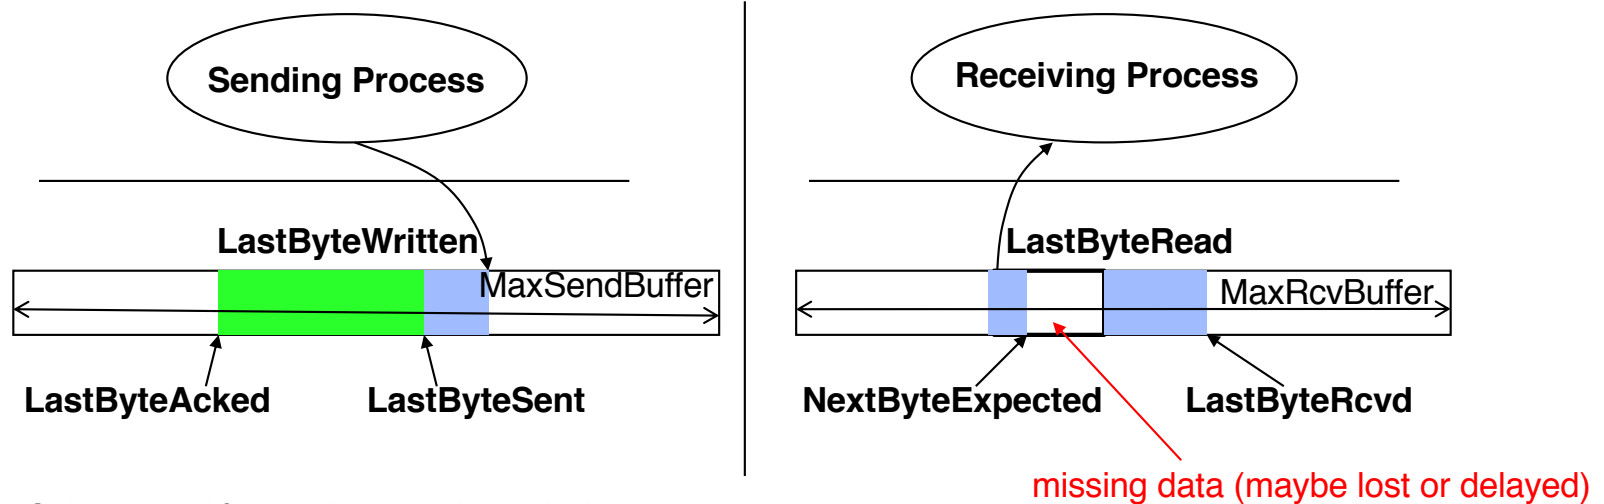 Sending Process
LastByteWritten
MaxSendBuffer
LastByteAcked
LastByteSent
Receiving Process
LastByteRead
MaxRcvBuffer
NextByteExpected
LastByteRcvd
missing data (maybe lost or delayed)